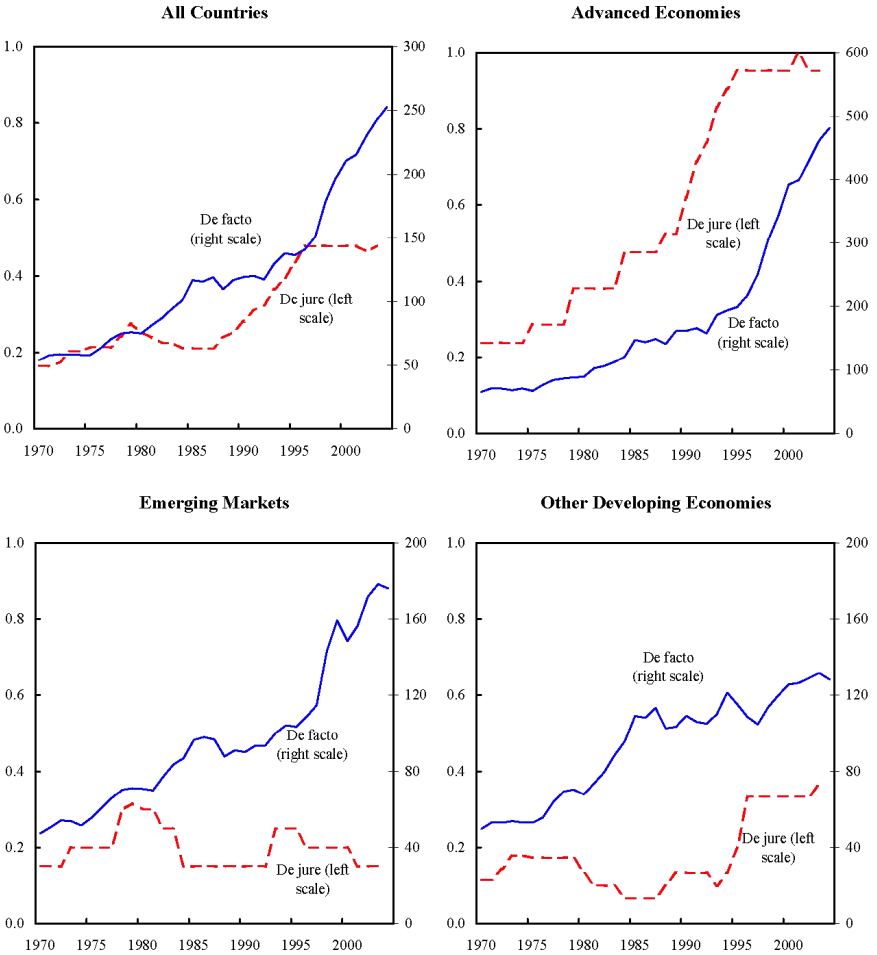 All Countries
1.0
0.8
0.6
0.4
0.2
0.0
300
250
200
150
100
50
0
De facto
(right scale)
De jure (left
scale)
1970 1975 1980 1985 1990 1995 2000
Advanced Economies
1.0
0.8
0.6
0.4
0.2
0.0
600
500
400
300
200
100
0
De jure (left
scale)
De facto
(right scale)
1970 1975 1980 1985 1990 1995 2000
Emerging Markets
1.0
0.8
0.6
0.4
0.2
0.0
200
160
120
80
40
0
De facto
(right scale)
De jure (left
scale)
1970 1975 1980 1985 1990 1995 2000
Other Developing Economies
1.0
0.8
0.6
0.4
0.2
0.0
200
160
120
80
40
0
De facto
(right scale)
De jure (left
scale)
1970 1975 1980 1985 1990 1995 2000